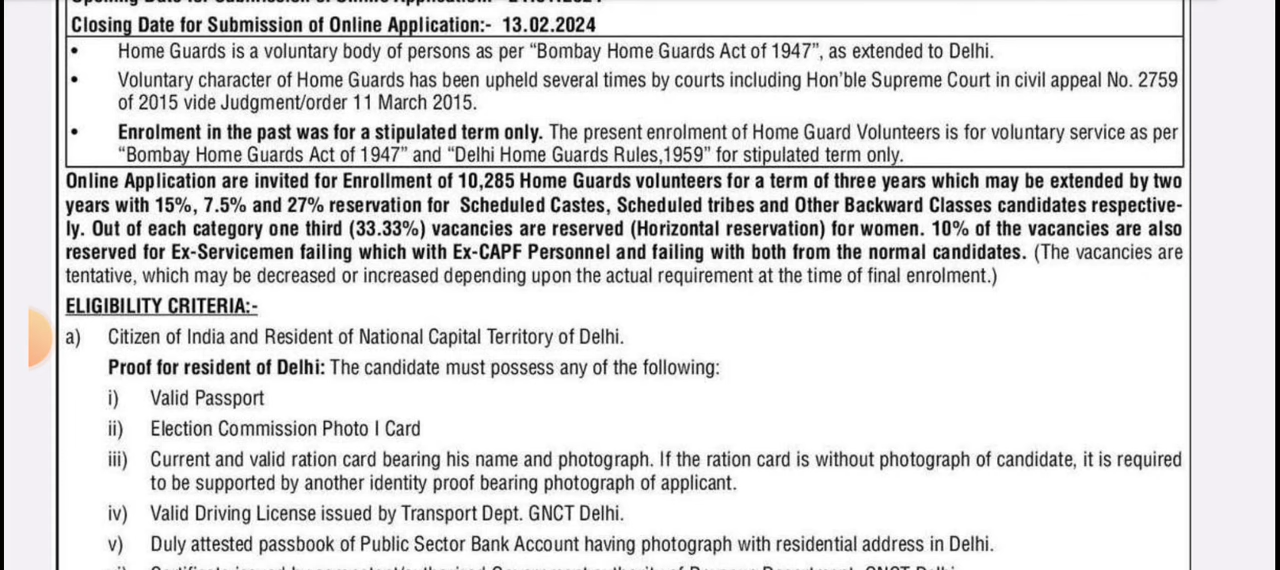 Closing Date for Submission of Online Application:- 13.02.2024
• Home Guards is a voluntary body of persons as per “Bombay Home Guards Act of 1947”, as extended to Delhi.
• Voluntary character of Home Guards has been upheld several times by courts including Hon'ble Supreme Court in civil appeal No. 2759
of 2015 vide Judgment/order 11 March 2015.
• Enrolment in the past was for a stipulated term only. The present enrolment of Home Guard Volunteers is for voluntary service as per
“Bombay Home Guards Act of 1947” and “Delhi Home Guards Rules,1959” for stipulated term only.
Online Application are invited for Enrollment of 10,285 Home Guards volunteers for a term of three years which may be extended by two
years with 15%, 7.5% and 27% reservation for Scheduled Castes, Scheduled tribes and Other Backward Classes candidates respective-
ly. Out of each category one third (33.33%) vacancies are reserved (Horizontal reservation) for women. 10% of the vacancies are also
reserved for Ex-Servicemen failing which with Ex-CAPF Personnel and failing with both from the normal candidates. (The vacancies are
tentative, which may be decreased or increased depending upon the actual requirement at the time of final enrolment.)
ELIGIBILITY CRITERIA:-
a) Citizen of India and Resident of National Capital Territory of Delhi.
Proof for resident of Delhi: The candidate must possess any of the following:
i) Valid Passport
ii) Election Commission Photo I Card
iii) Current and valid ration card bearing his name and photograph. If the ration card is without photograph of candidate, it is required
to be supported by another identity proof bearing photograph of applicant.
iv) Valid Driving License issued by Transport Dept. GNCT Delhi.
v) Duly attested passbook of Public Sector Bank Account having photograph with residential address in Delhi.